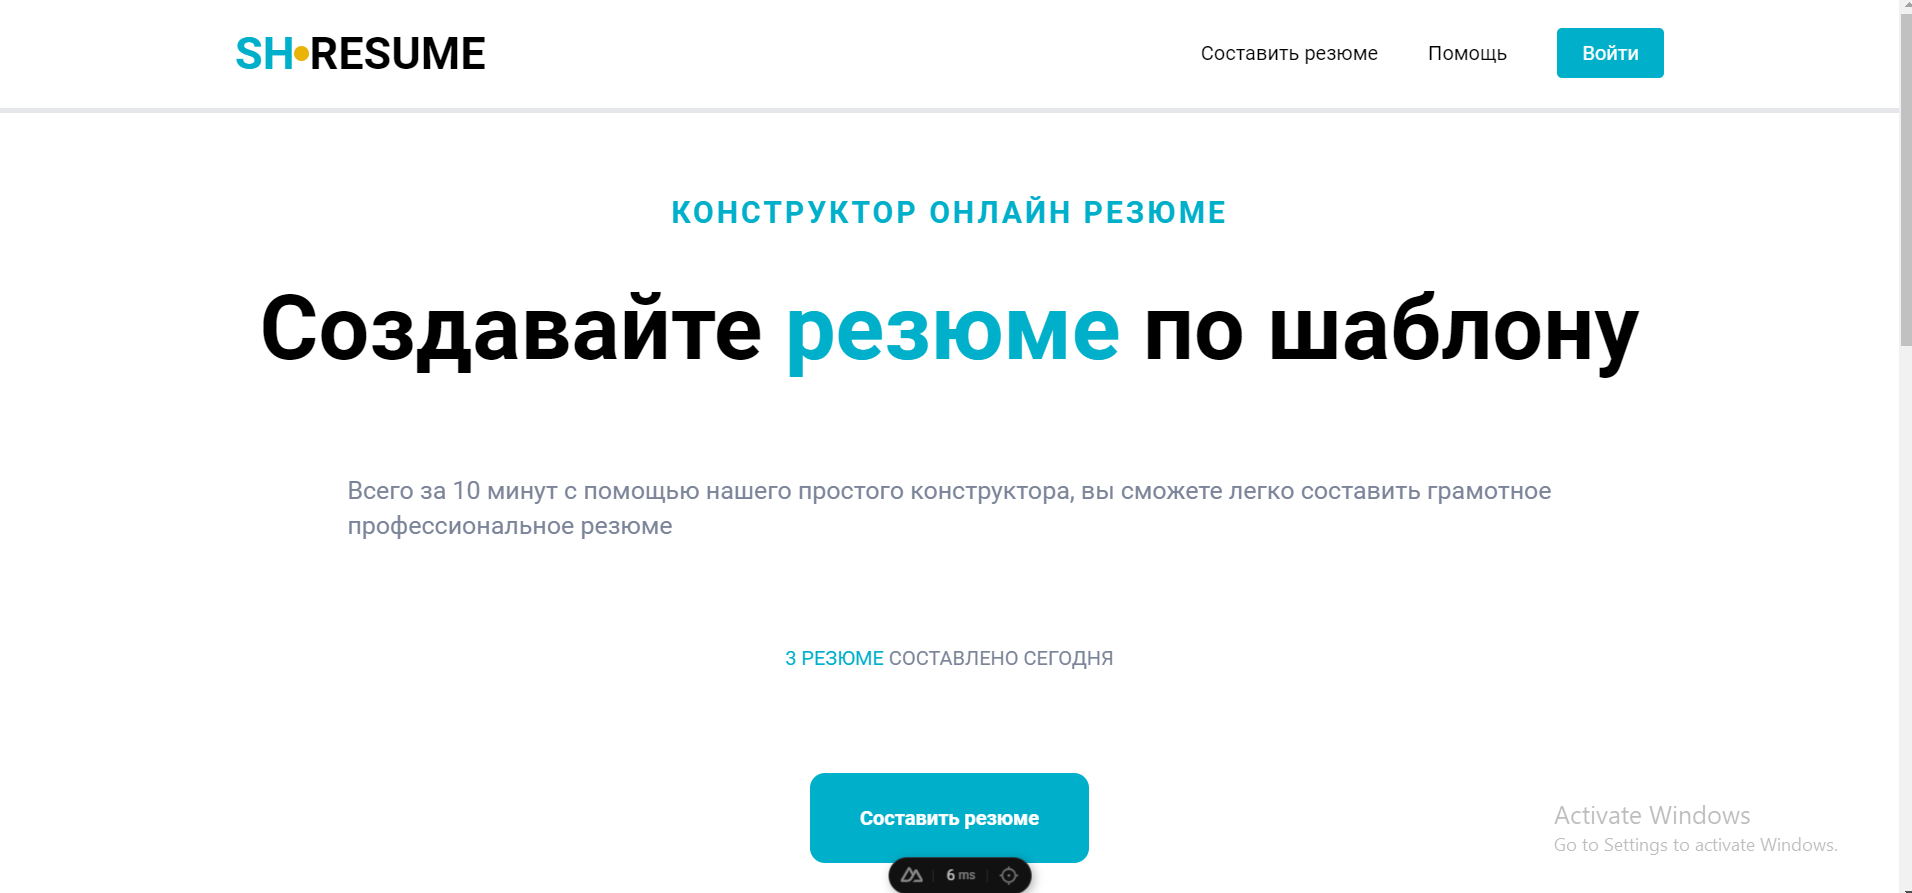 SH•RESUME
Составить резюме
Помощь
Войти
КОНСТРУКТОР ОНЛАЙН РЕЗЮМЕ
Создавайте резюме по шаблону
Всего за 10 минут с помощью нашего простого конструктора, вы сможете легко составить грамотное
профессиональное резюме
3 РЕЗЮМЕ СОСТАВЛЕНО СЕГОДНЯ
Составить резюме
Activate Windows
Go to Settings to activate Windows.
6 ms